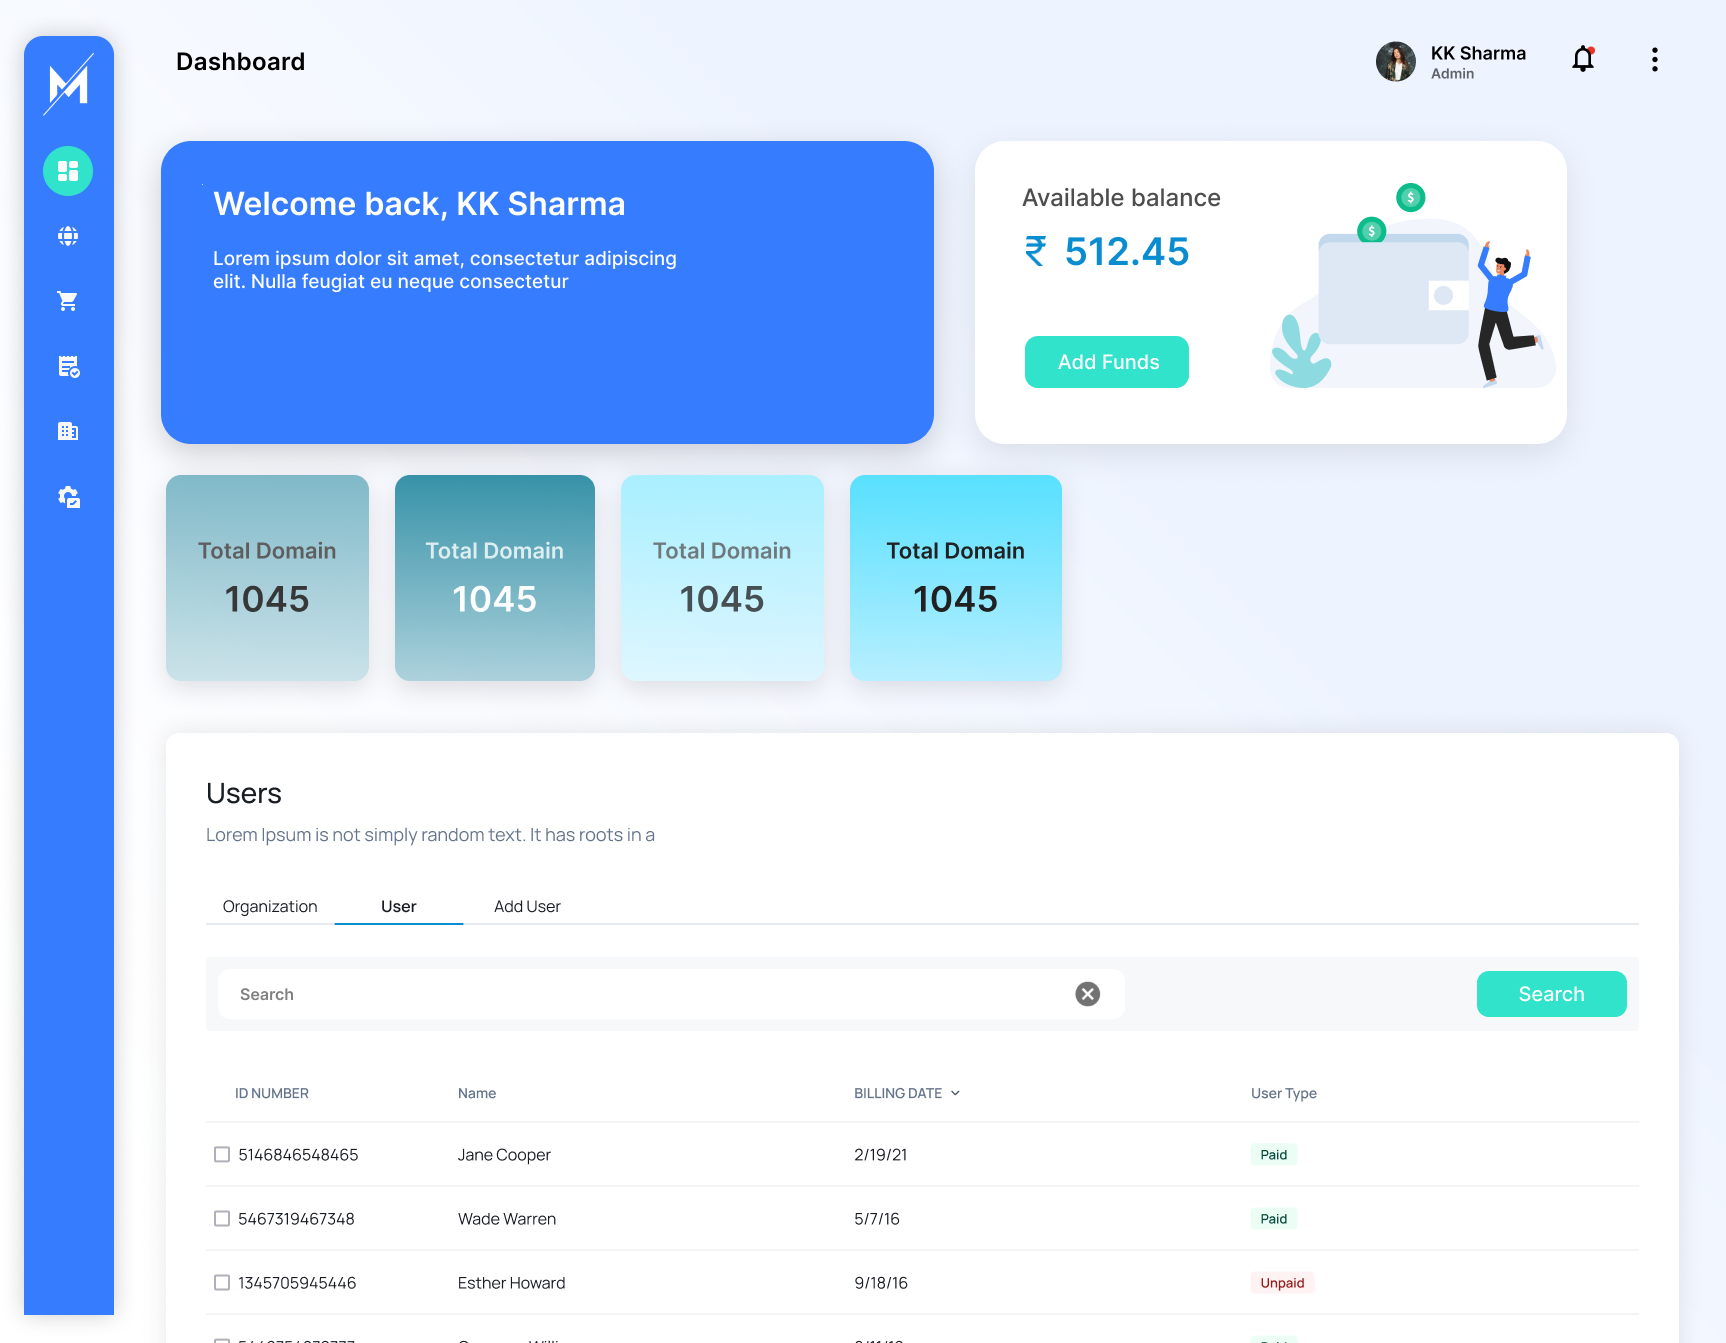 Dashboard
KK Sharma
Admin
Welcome back, KK Sharma
Lorem ipsum dolor sit amet, consectetur adipiscing
elit. Nulla feugiat eu neque consectetur
Available balance
₹ 512.45
Add Funds
$
$
Total Domain
1045
Total Domain
1045
Total Domain
1045
Total Domain
1045
Users
Lorem Ipsum is not simply random text. It has roots in a
Organization User Add User
Search Search
ID NUMBER Name BILLING DATE User Type
5146846548465 Jane Cooper 2/19/21 Paid
5467319467348 Wade Warren 5/7/16 Paid
1345705945446 Esther Howard 9/18/16 Unpaid